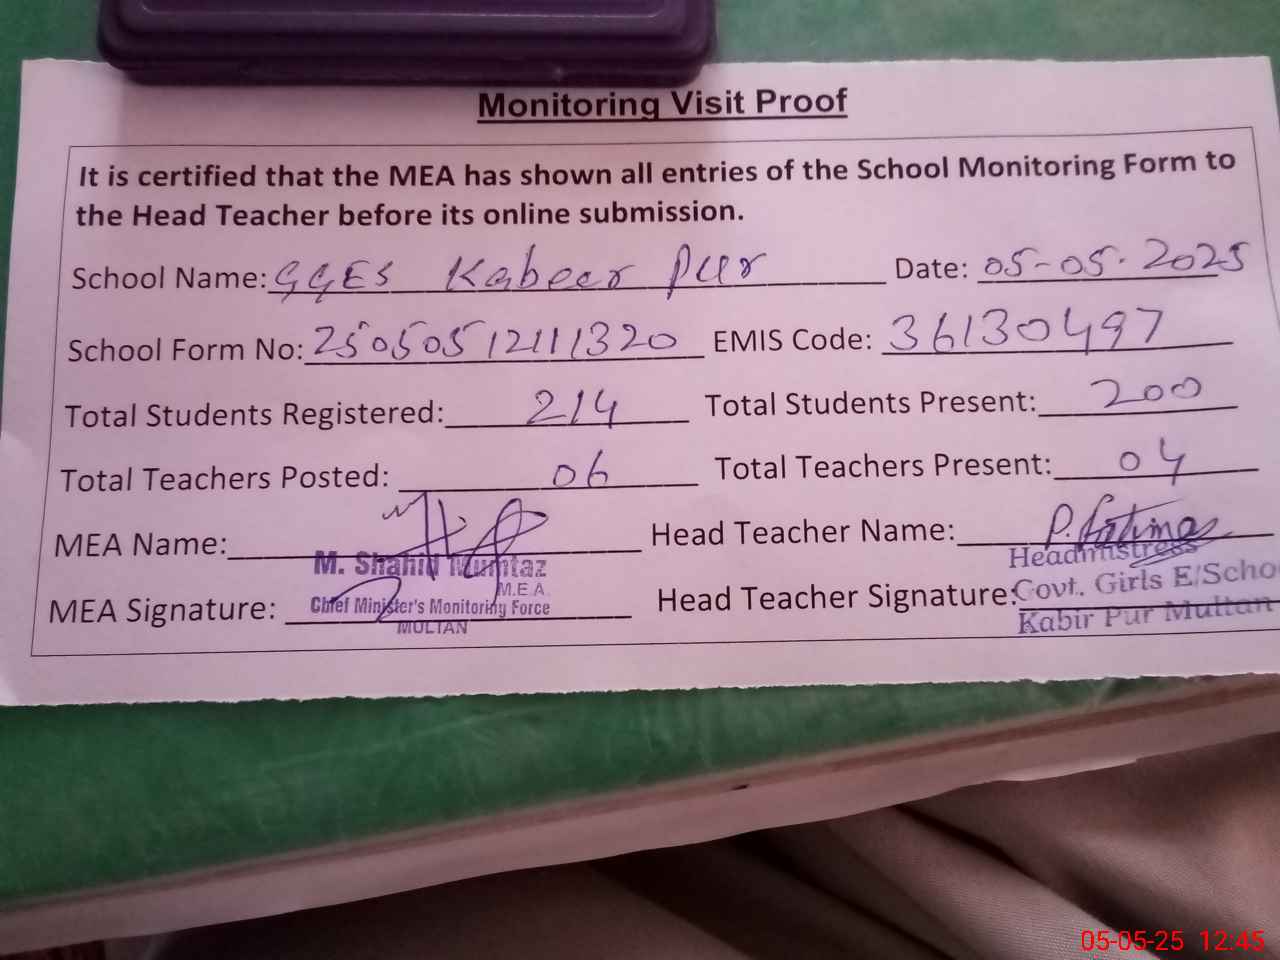 Monitoring Visit Proof
It is certified that the MEA has shown all entries of the School Monitoring Form to
the Head Teacher before its online submission.
School Name: GGES Kabeer Pur Date: 05-05-2025
School Form No: 25050512111320 EMIS Code: 36130497
Total Students Registered: 214 Total Students Present: 200
Total Teachers Posted: 06 Total Teachers Present: 04
MEA Name: Head Teacher Name: P. Fatima
M. Shahid Mumtaz Headmistress
M.E.A. Govt. Girls E/Scho
MEA Signature: Chief Minister's Monitoring Force Head Teacher Signature:
MULTAN Kabir Pur Multan
05-05-25 12:45